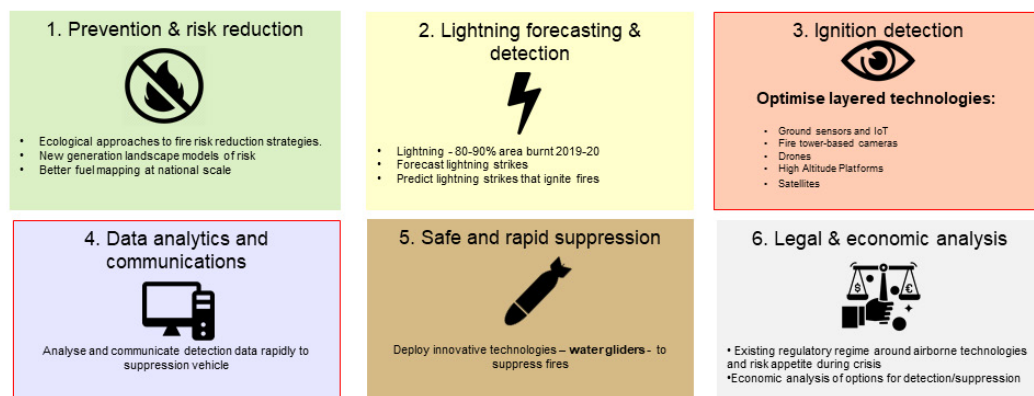 1. Prevention & risk reduction
• Ecological approaches to fire risk reduction strategies.
• New generation landscape models of risk
• Better fuel mapping at national scale
2. Lightning forecasting &
detection
• Lightning - 80-90% area burnt 2019-20
• Forecast lightning strikes
• Predict lightning strikes that ignite fires
3. Ignition detection
Optimise layered technologies:
• Ground sensors and IoT
• Fire tower-based cameras
• Drones
• High Altitude Platforms
• Satellites
4. Data analytics and
communications
Analyse and communicate detection data rapidly to
suppression vehicle
5. Safe and rapid suppression
Deploy innovative technologies – water gliders - to
suppress fires
6. Legal & economic analysis
$ €
• Existing regulatory regime around airborne technologies
and risk appetite during crisis
•Economic analysis of options for detection/suppression